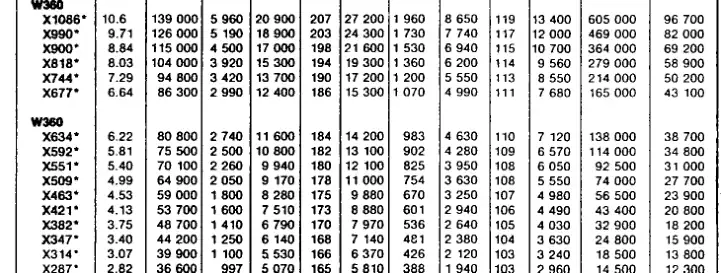 W360
X1086* 10.6 139 000 5 960 20 900 207 27 200 1 960 8 650 119 13 400 605 000 96 700
X990* 9.71 126 000 5 190 18 900 203 24 300 1 730 7 740 117 12 000 469 000 82 000
X900* 8.84 115 000 4 500 17 000 198 21 600 1 530 6 940 115 10 700 364 000 69 200
X818* 8.03 104 000 3 920 15 300 194 19 300 1 360 6 200 114 9 560 279 000 58 900
X744* 7.29 94 800 3 420 13 700 190 17 200 1 200 5 550 113 8 550 214 000 50 200
X677* 6.64 86 300 2 990 12 400 186 15 300 1 070 4 990 111 7 680 165 000 43 100
W360
X634* 6.22 80 800 2 740 11 600 184 14 200 983 4 630 110 7 120 138 000 38 700
X592* 5.81 75 500 2 500 10 800 182 13 100 902 4 280 109 6 570 114 000 34 800
X551* 5.40 70 100 2 260 9 940 180 12 100 825 3 950 108 6 050 92 500 31 000
X509* 4.99 64 900 2 050 9 170 178 11 000 754 3 630 108 5 550 74 000 27 700
X463* 4.53 59 000 1 800 8 280 175 9 880 670 3 250 107 4 980 56 500 23 900
X421* 4.13 53 700 1 600 7 510 173 8 880 601 2 940 106 4 490 43 400 20 800
X382* 3.75 48 700 1 410 6 790 170 7 970 536 2 640 105 4 030 32 900 18 200
X347* 3.40 44 200 1 250 6 140 168 7 140 481 2 380 104 3 630 24 800 15 900
X314* 3.07 39 900 1 100 5 530 166 6 370 426 2 120 103 3 240 18 500 13 800
X287* 2.82 36 600 997 5 070 165 5 810 388 1 940 103 2 960 14 500 12 300